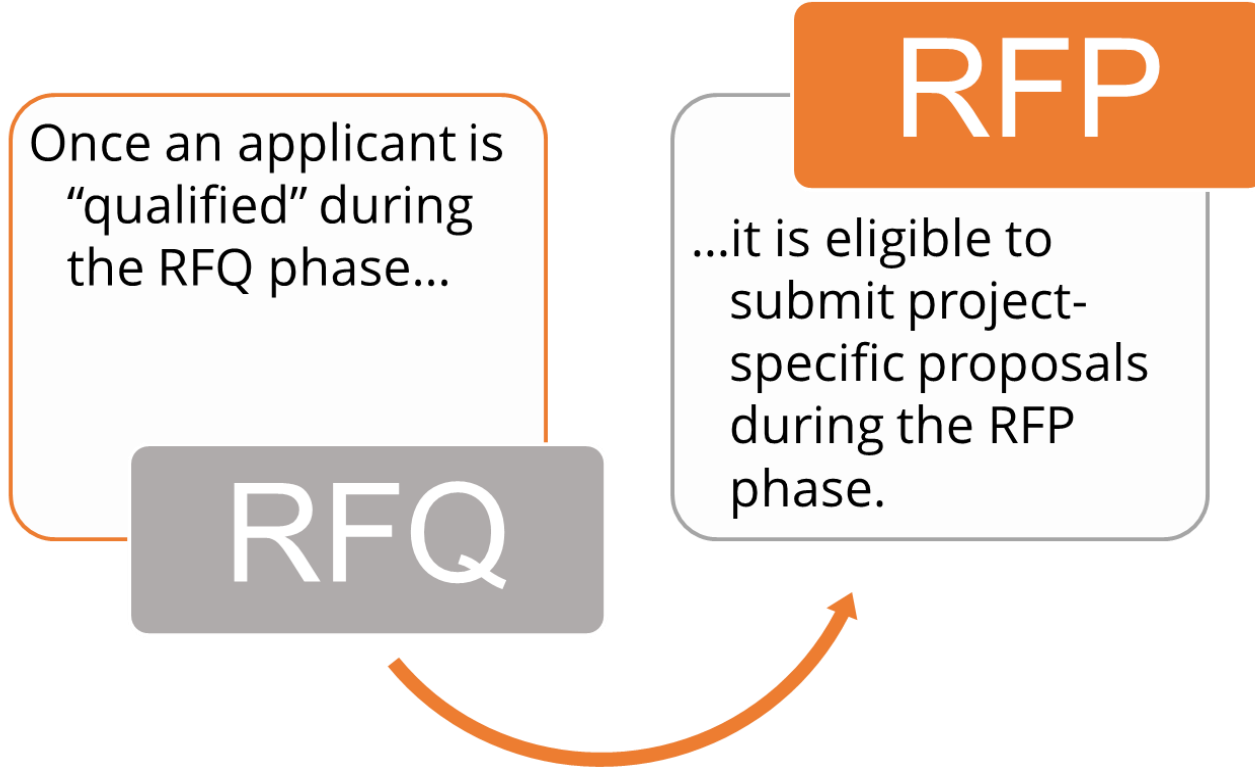 Once an applicant is
“qualified” during
the RFQ phase…
RFQ
RFP
…it is eligible to
submit project-
specific proposals
during the RFP
phase.